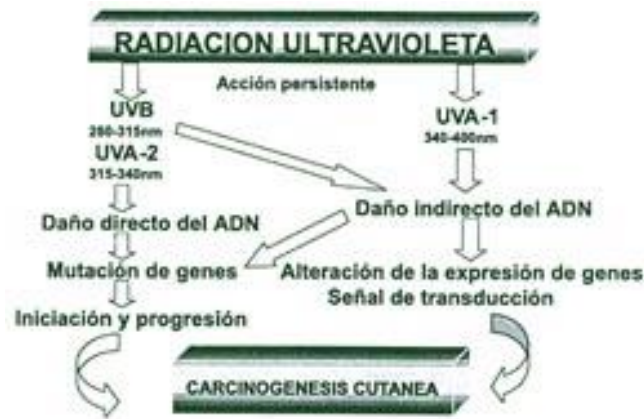 RADIACION ULTRAVIOLETA
Acción persistente
UVB
280-315nm
UVA-2
315-340nm
UVA-1
340-400nm
Daño directo del ADN
Daño indirecto del ADN
Mutación de genes
Alteración de la expresión de genes
Señal de transducción
Iniciación y progresión
CARCINOGENESIS CUTANEA